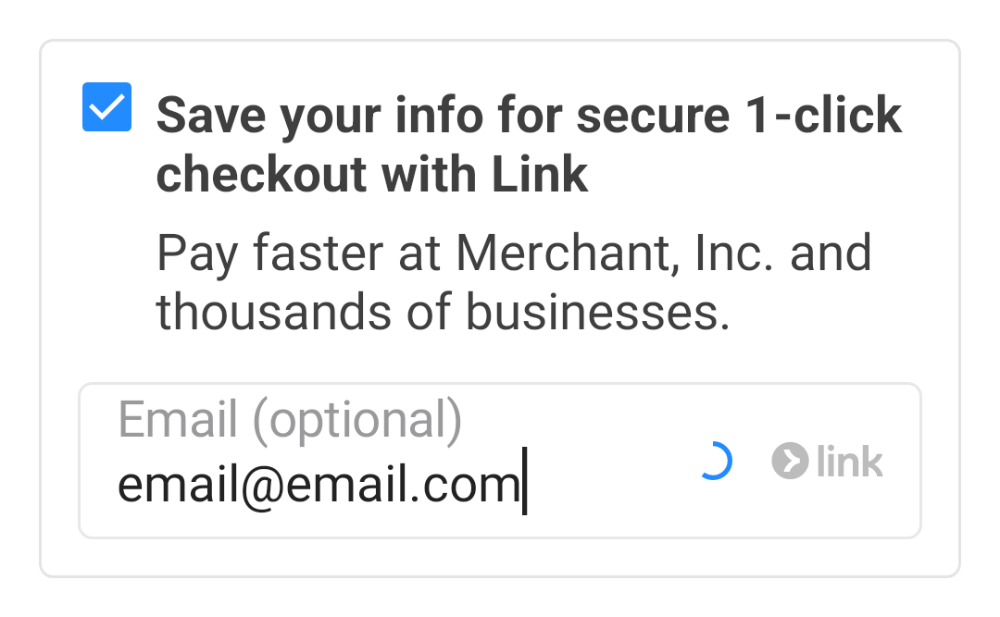 Save your info for secure 1-click
checkout with Link
Pay faster at Merchant, Inc. and
thousands of businesses.
Email (optional)
email@email.com
link